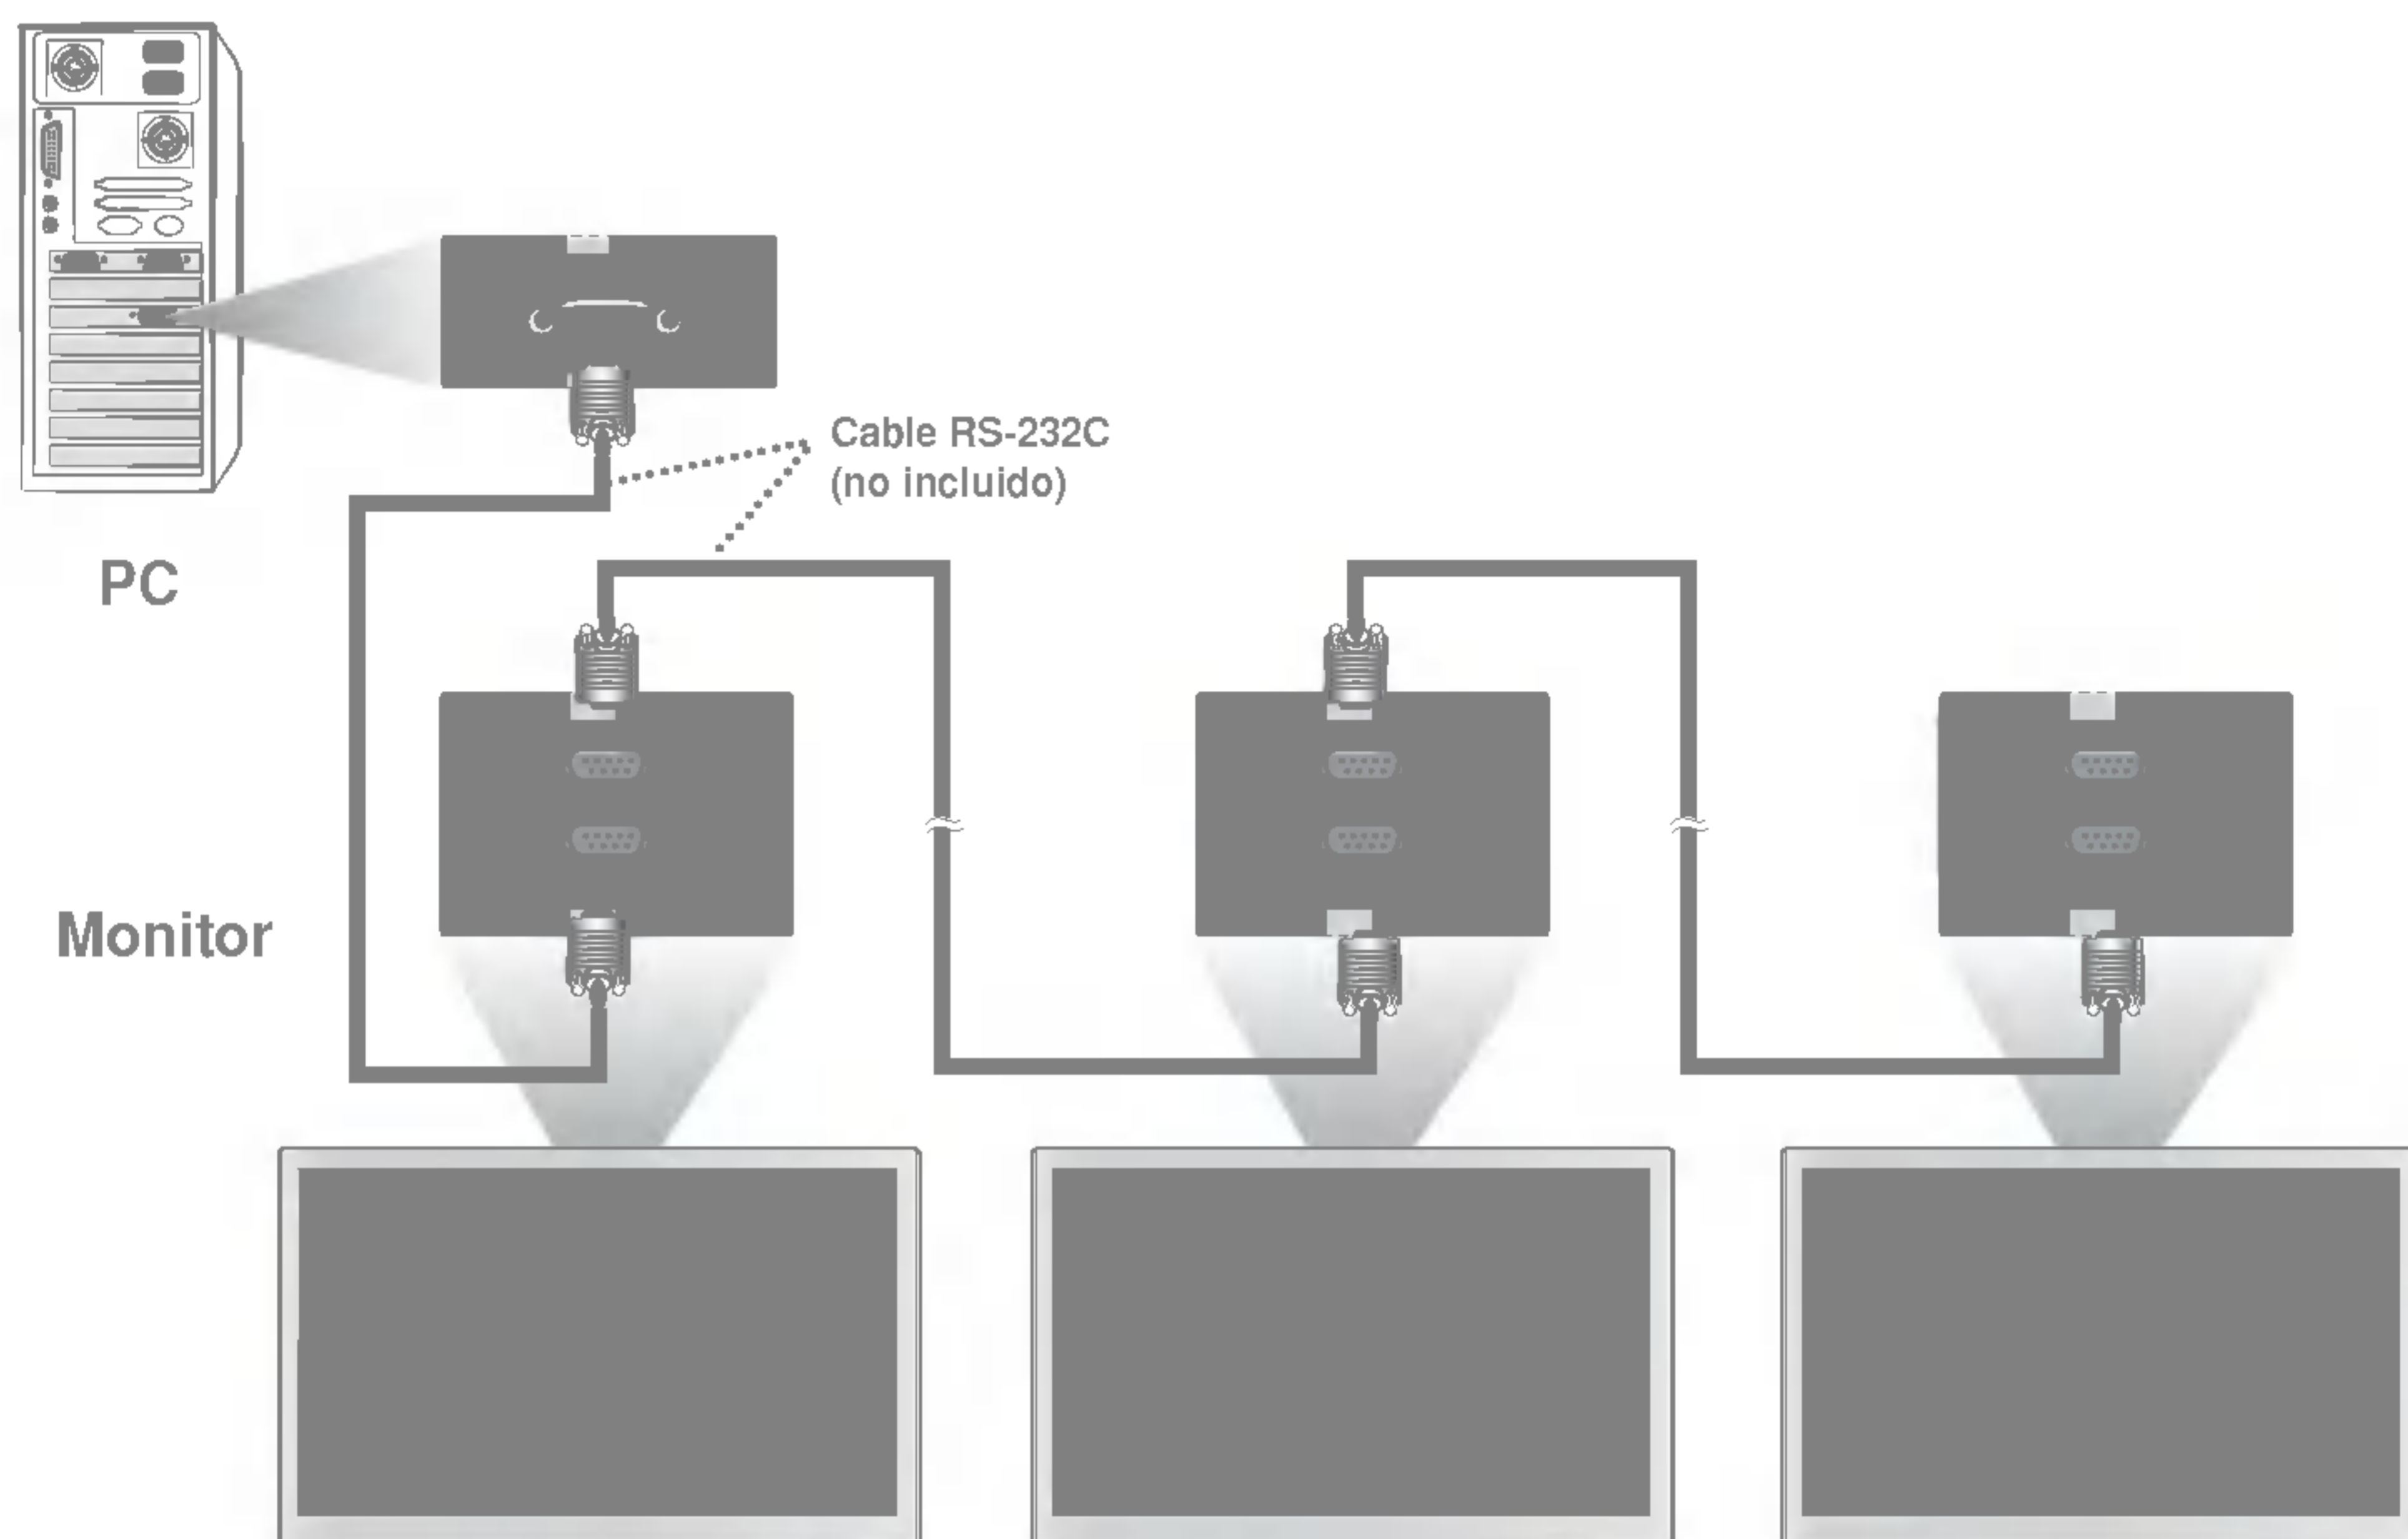 Cable RS-232C
(no incluido)
PC
Monitor